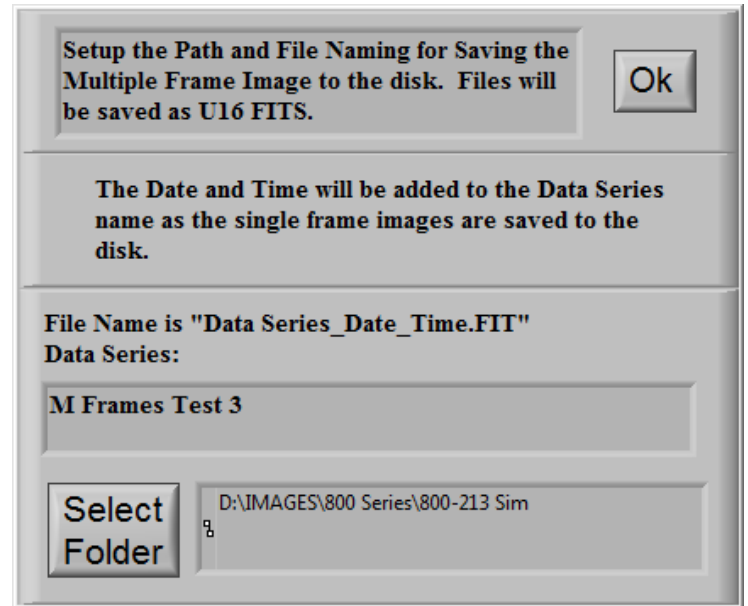 Setup the Path and File Naming for Saving the
Multiple Frame Image to the disk.  Files will
be saved as U16 FITS.
Ok
The Date and Time will be added to the Data Series
name as the single frame images are saved to the
disk.
File Name is "Data Series_Date_Time.FIT"
Data Series:
M Frames Test 3
Select
Folder
D:\IMAGES\800 Series\800-213 Sim